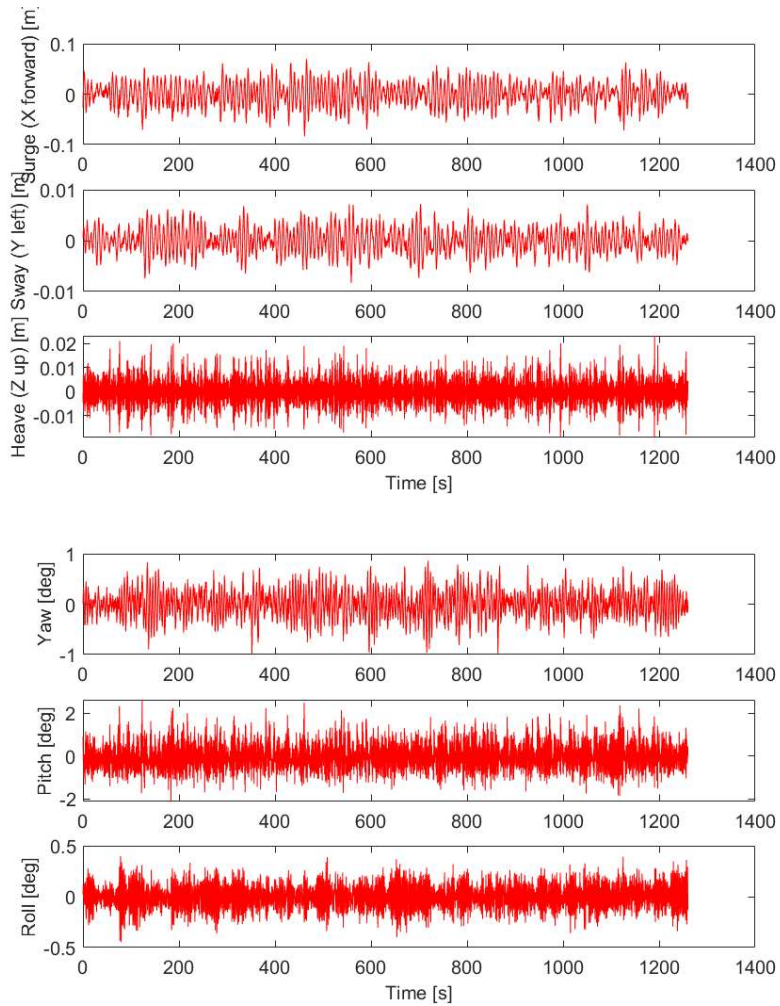 Surge (X forward) [m]
0.1
0
-0.1
0 200 400 600 800 1000 1200 1400
Sway (Y left) [m]
0.01
0
-0.01
0 200 400 600 800 1000 1200 1400
Heave (Z up) [m]
0.02
0.01
0
-0.01
0 200 400 600 800 1000 1200 1400
Time [s]
Yaw [deg]
1
0
-1
0 200 400 600 800 1000 1200 1400
Pitch [deg]
2
0
-2
0 200 400 600 800 1000 1200 1400
Roll [deg]
0.5
0
-0.5
0 200 400 600 800 1000 1200 1400
Time [s]